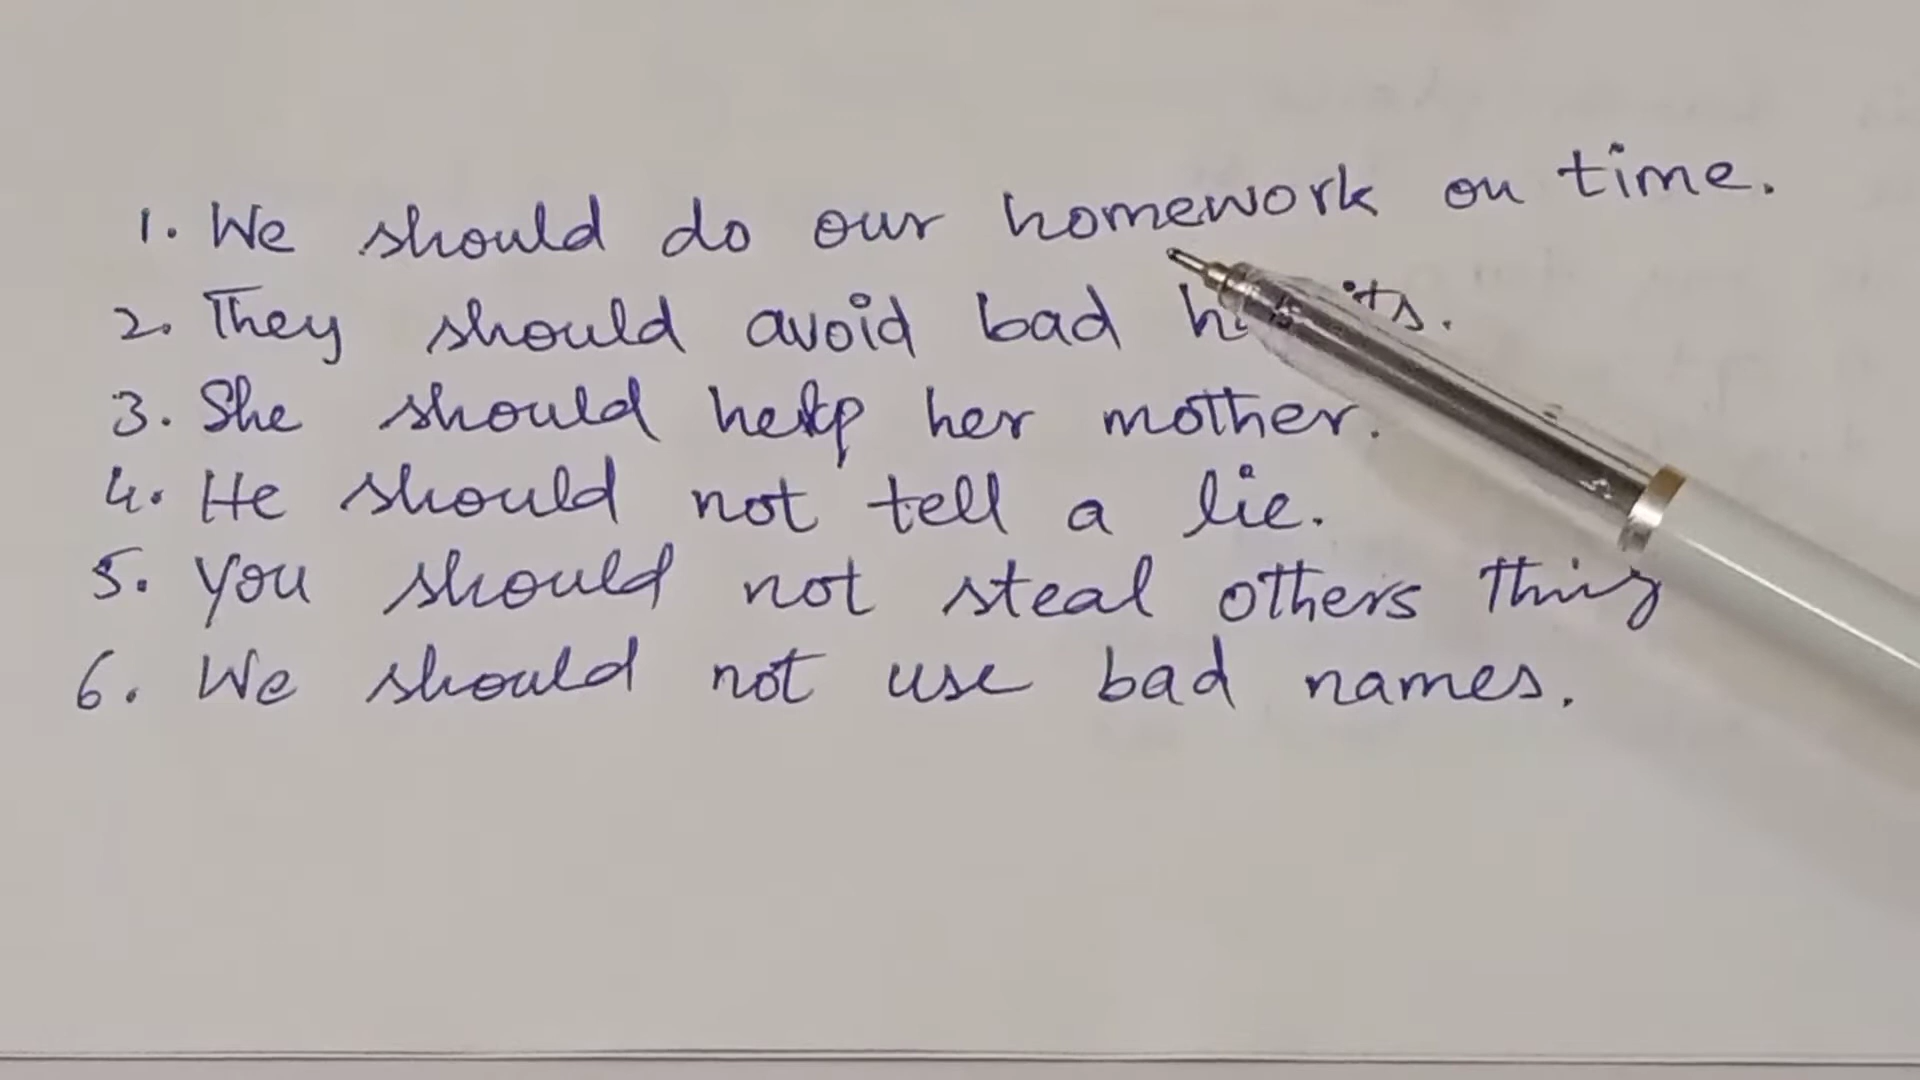 1. We should do our homework on time.
2. They should avoid bad habits.
3. She should help her mother.
4. He should not tell a lie.
5. You should not steal others thing
6. We should not use bad names.